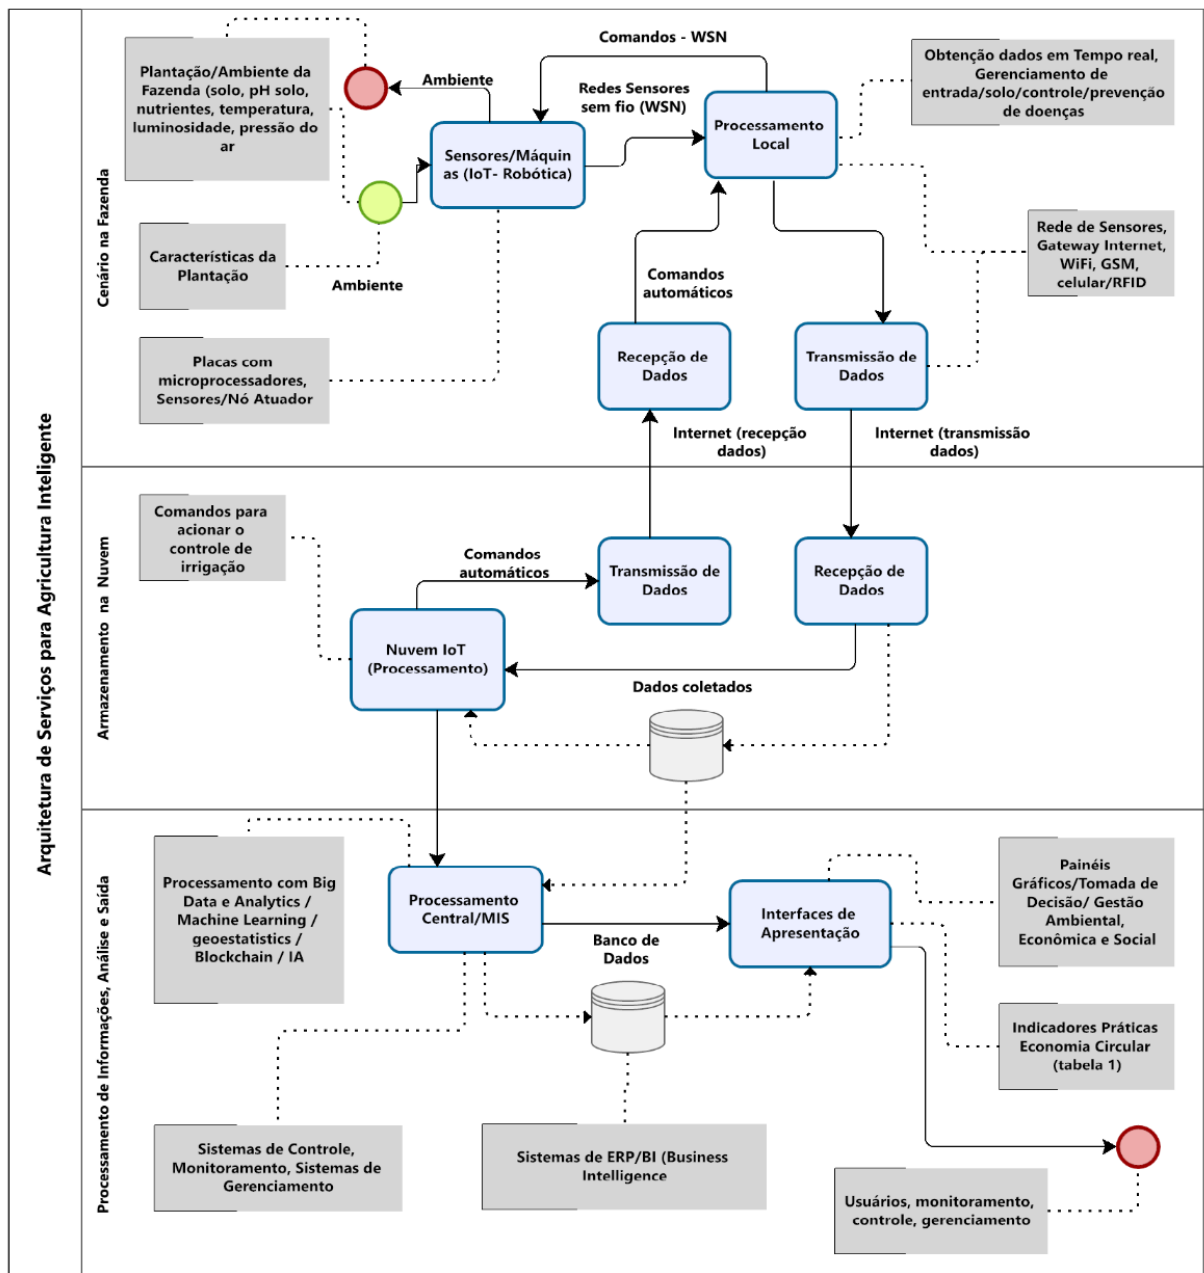 Arquitetura de Serviços para Agricultura Inteligente
Cenário na Fazenda
Plantação/Ambiente da
Fazenda (solo, pH solo,
nutrientes, temperatura,
luminosidade, pressão do
ar
Ambiente
Comandos - WSN
Redes Sensores
sem fio (WSN)
Sensores/Máquin
as (IoT- Robótica)
Processamento
Local
Obtenção dados em Tempo real,
Gerenciamento de
entrada/solo/controle/prevenção
de doenças
Características da
Plantação
Ambiente
Comandos
automáticos
Rede de Sensores,
Gateway Internet,
WiFi, GSM,
celular/RFID
Placas com
microprocessadores,
Sensores/Nó Atuador
Recepção de
Dados
Transmissão de
Dados
Internet (recepção
dados)
Internet (transmissão
dados)
Armazenamento na Nuvem
Comandos para
acionar o
controle de
irrigação
Comandos
automáticos
Transmissão de
Dados
Recepção de
Dados
Nuvem IoT
(Processamento)
Dados coletados
Processamento de Informações, Análise e Saída
Processamento com Big
Data e Analytics /
Machine Learning /
geostatistics /
Blockchain / IA
Processamento
Central/MIS
Banco de
Dados
Interfaces de
Apresentação
Painéis
Gráficos/Tomada de
Decisão/ Gestão
Ambiental,
Econômica e Social
Indicadores Práticas
Economia Circular
(tabela 1)
Sistemas de Controle,
Monitoramento, Sistemas de
Gerenciamento
Sistemas de ERP/BI (Business
Intelligence
Usuários, monitoramento,
controle, gerenciamento